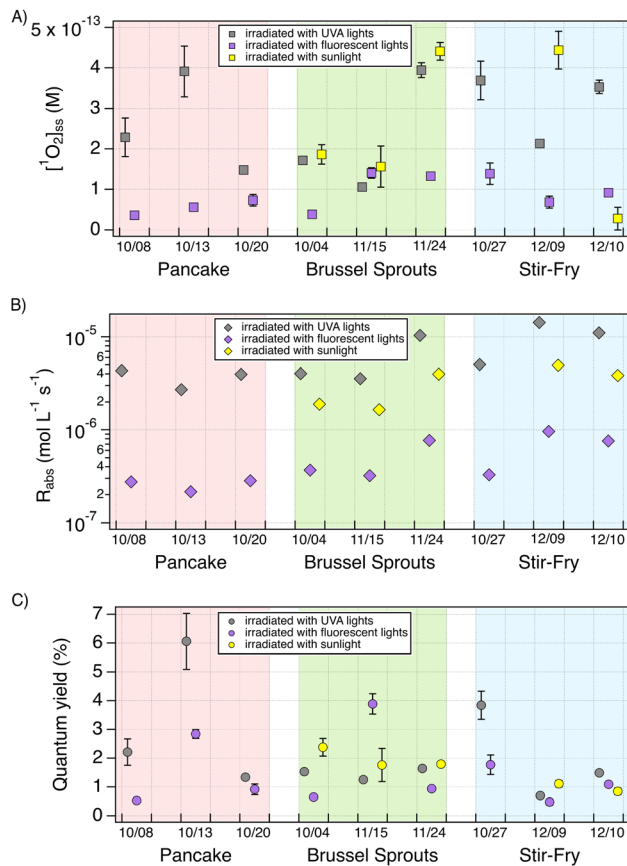 A)
5 x 10⁻¹³
irradiated with UVA lights
irradiated with fluorescent lights
irradiated with sunlight
4
3
2
1
0
[¹O₂]ss (M)
10/08 10/13 10/20 10/04 11/15 11/24 10/27 12/09 12/10
Pancake Brussel Sprouts Stir-Fry
B)
irradiated with UVA lights
irradiated with fluorescent lights
irradiated with sunlight
10⁻⁵
4
2
10⁻⁶
4
2
10⁻⁷
R_abs (mol L⁻¹ s⁻¹)
10/08 10/13 10/20 10/04 11/15 11/24 10/27 12/09 12/10
Pancake Brussel Sprouts Stir-Fry
C)
irradiated with UVA lights
irradiated with fluorescent lights
irradiated with sunlight
7
6
5
4
3
2
1
0
Quantum yield (%)
10/08 10/13 10/20 10/04 11/15 11/24 10/27 12/09 12/10
Pancake Brussel Sprouts Stir-Fry